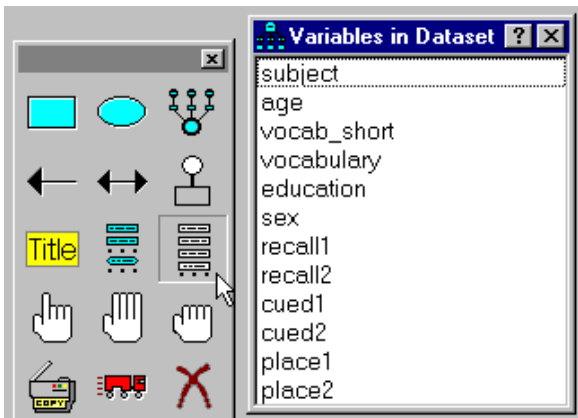 Variables in Dataset
subject
age
vocab_short
vocabulary
education
sex
recall1
recall2
cued1
cued2
place1
place2
Title
COPY